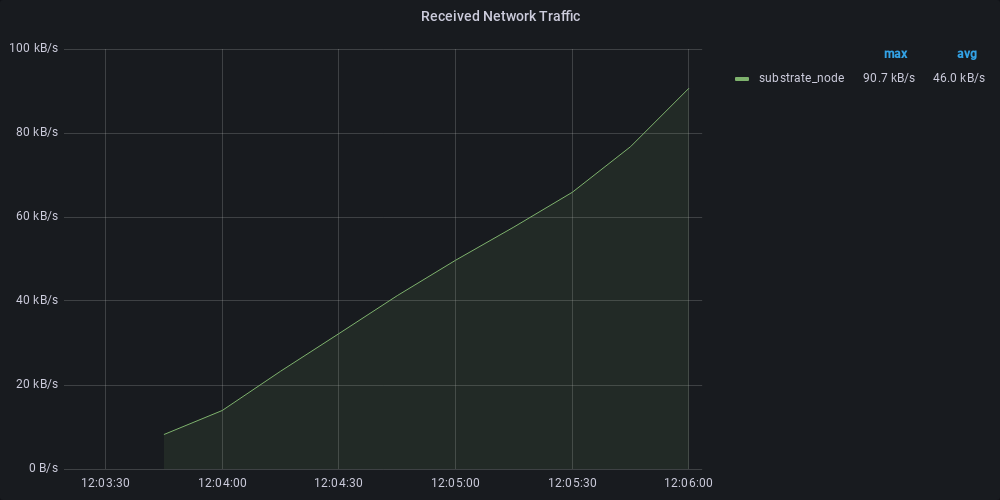 Received Network Traffic
100 kB/s
80 kB/s
60 kB/s
40 kB/s
20 kB/s
0 B/s
12:03:30 12:04:00 12:04:30 12:05:00 12:05:30 12:06:00
max avg
substrate_node 90.7 kB/s 46.0 kB/s